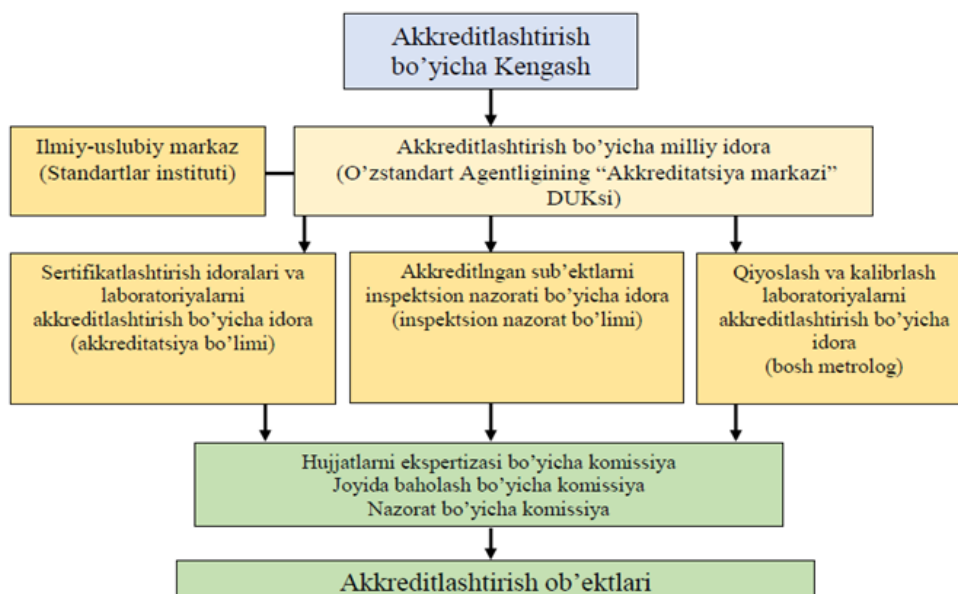 Akkreditlashtirish
bo’yicha Kengash
Ilmiy-uslubiy markaz
(Standartlar instituti)
Akkreditlashtirish bo’yicha milliy idora
(O’zstandart Agentligining “Akkreditatsiya markazi”
DUKsi)
Sertifikatlashtirish idoralari va
laboratoriyalarni
akkreditlashtirish bo’yicha idora
(akkreditatsiya bo’limi)
Akkreditlngan sub’ektlarni
inspektsion nazorati bo’yicha idora
(inspektsion nazorat bo’limi)
Qiyoslash va kalibrlash
laboratoriyalarni
akkreditlashtirish bo’yicha
idora
(bosh metrolog)
Hujjatlarni ekspertizasi bo’yicha komissiya
Joyida baholash bo’yicha komissiya
Nazorat bo’yicha komissiya
Akkreditlashtirish ob’ektlari